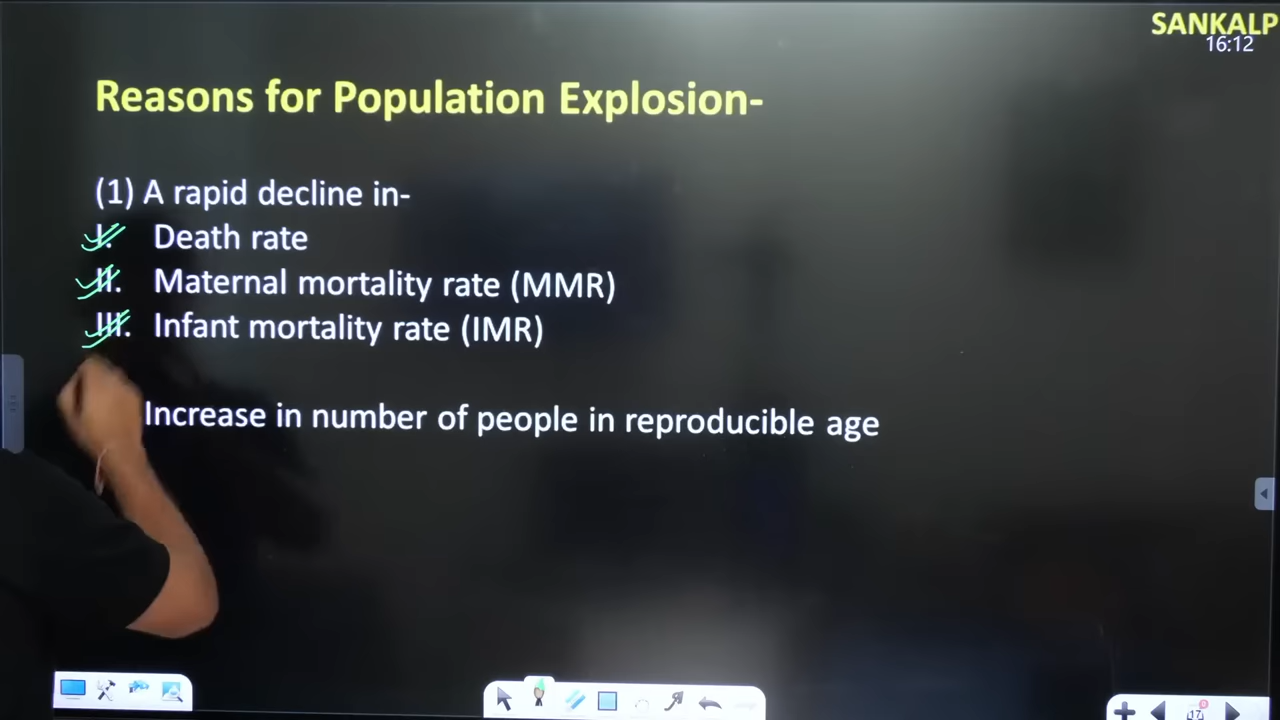 SANKALP
16:12
Reasons for Population Explosion-
(1) A rapid decline in-
I. Death rate
II. Maternal mortality rate (MMR)
III. Infant mortality rate (IMR)
Increase in number of people in reproducible age
17